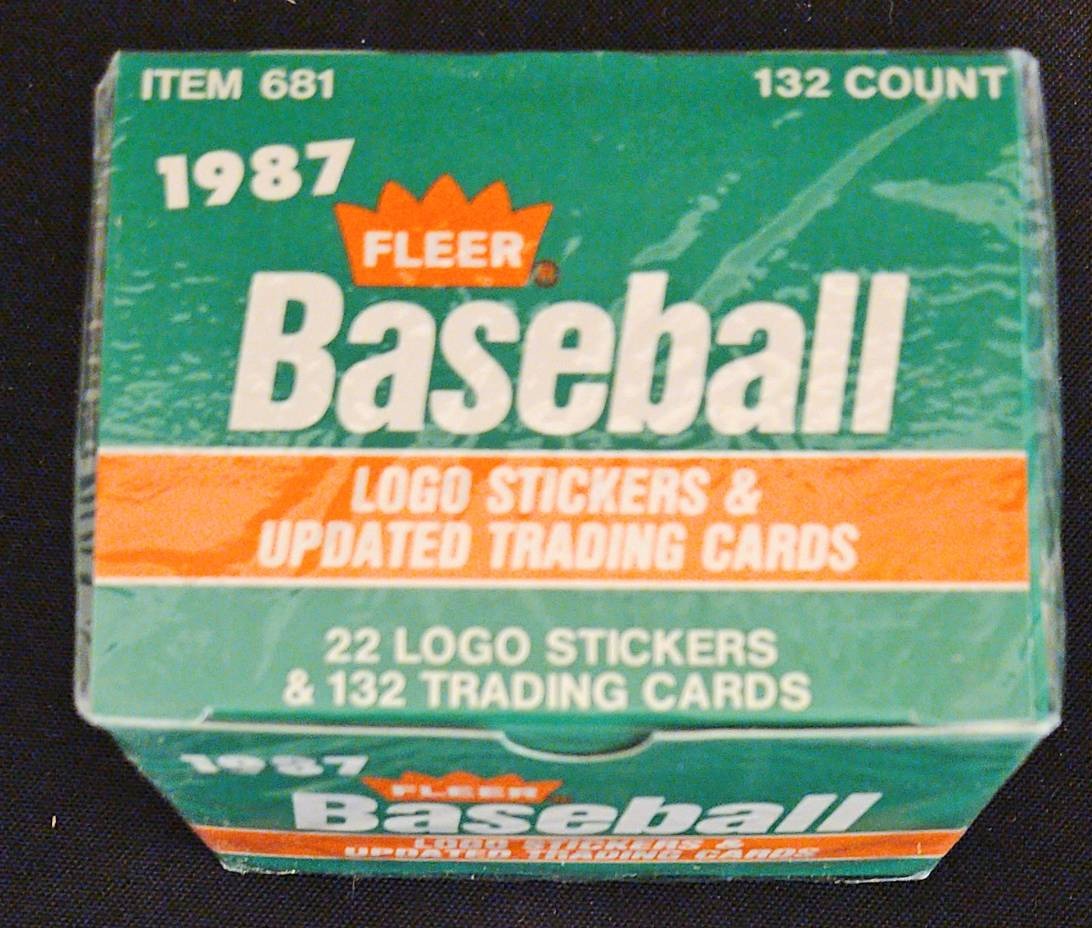 ITEM 681
132 COUNT
1987
FLEER®
Baseball
LOGO STICKERS &
UPDATED TRADING CARDS
22 LOGO STICKERS
& 132 TRADING CARDS
1987
FLEER
Baseball
LOGO STICKERS &
UPDATED TRADING CARDS